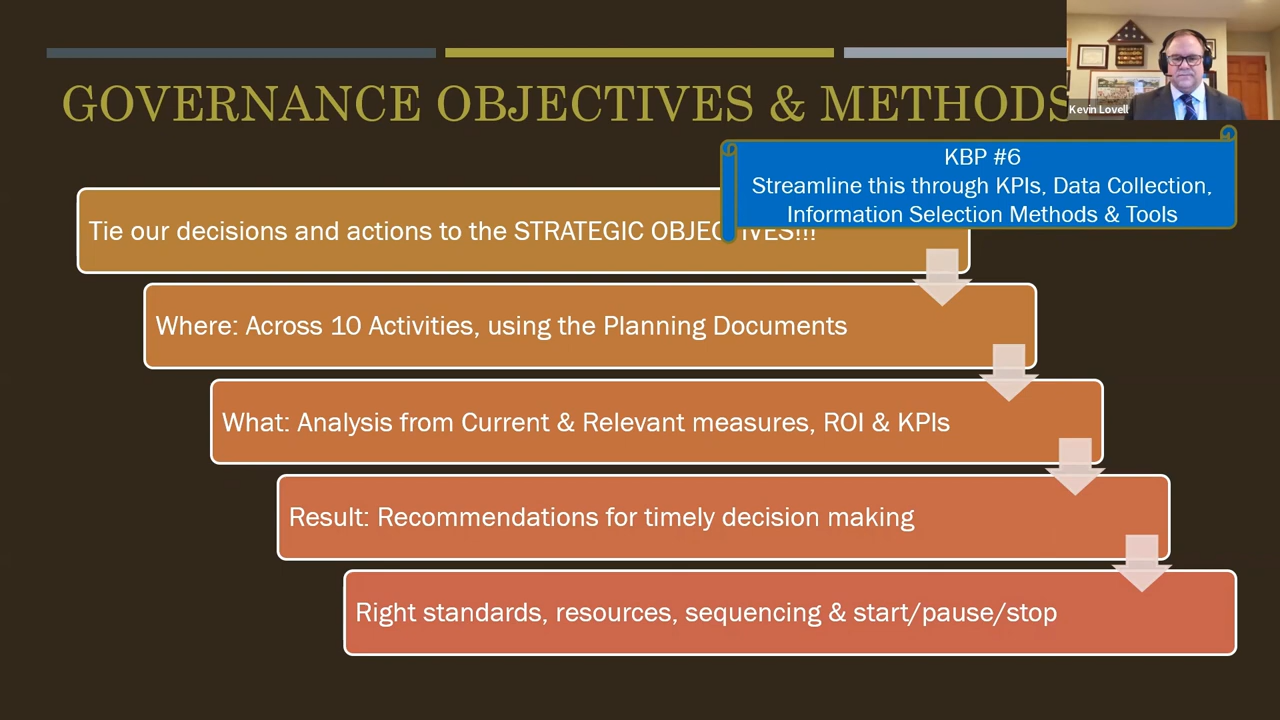 GOVERNANCE OBJECTIVES & METHODS
Kevin Lovell
KBP #6
Streamline this through KPIs, Data Collection,
Information Selection Methods & Tools
Tie our decisions and actions to the STRATEGIC OBJECTIVES!!!
Where: Across 10 Activities, using the Planning Documents
What: Analysis from Current & Relevant measures, ROI & KPIs
Result: Recommendations for timely decision making
Right standards, resources, sequencing & start/pause/stop